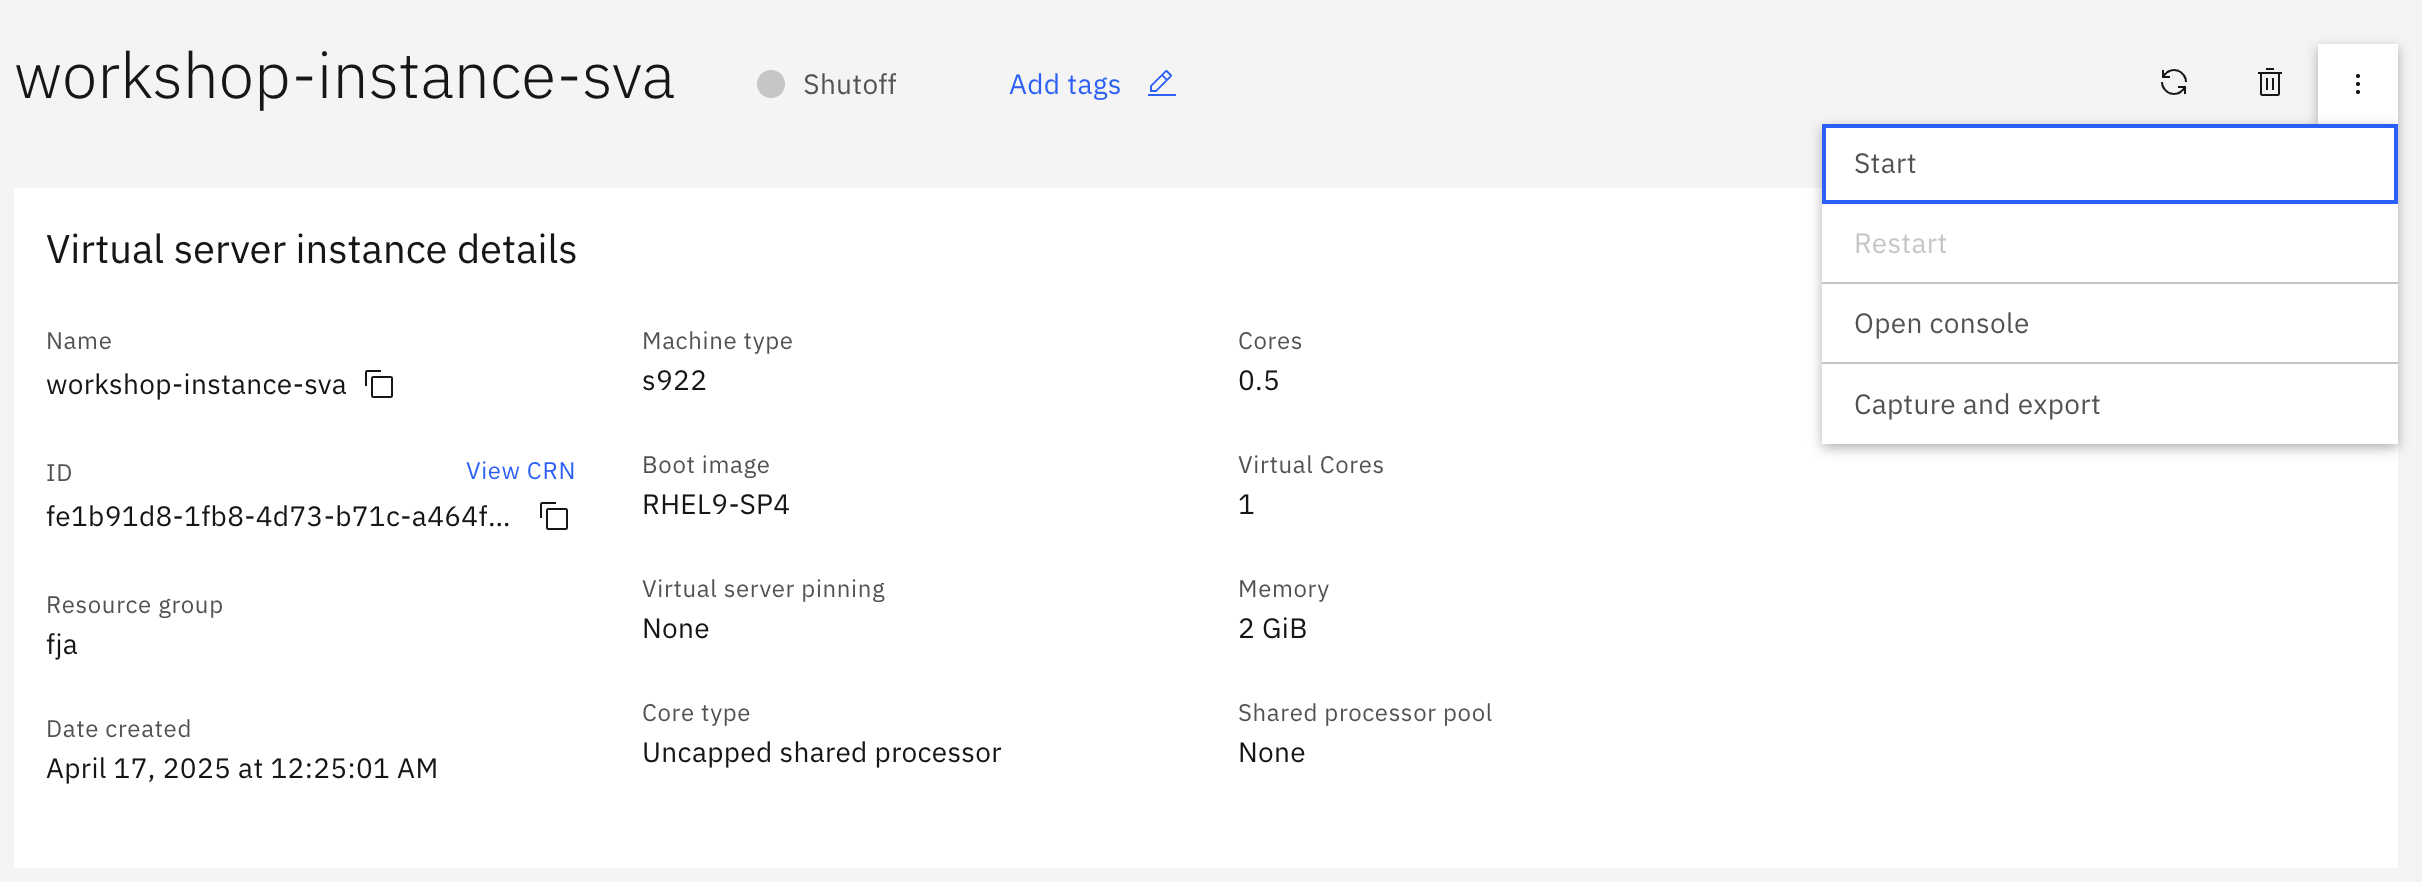 workshop-instance-sva
Shutoff
Add tags
Start
Restart
Open console
Capture and export
Virtual server instance details
Name
workshop-instance-sva
ID
View CRN
fe1b91d8-1fb8-4d73-b71c-a464f...
Resource group
fja
Date created
April 17, 2025 at 12:25:01 AM
Machine type
s922
Boot image
RHEL9-SP4
Virtual server pinning
None
Core type
Uncapped shared processor
Cores
0.5
Virtual Cores
1
Memory
2 GiB
Shared processor pool
None